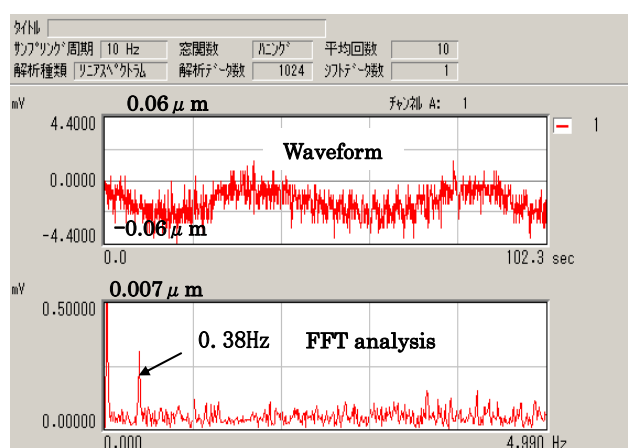 タイトル
サンプリング周期 10 Hz 窓関数 ハニング 平均回数 10
解析種類 リニアスペクトラム 解析データ数 1024 シフトデータ数 1
mV 0.06μm チャンネル A: 1
4.4000 1
Waveform
0.0000
-0.06μm
-4.4000
0.0 102.3 sec
mV 0.007μm
0.50000
0.38Hz FFT analysis
0.00000
0.000 4.990 Hz